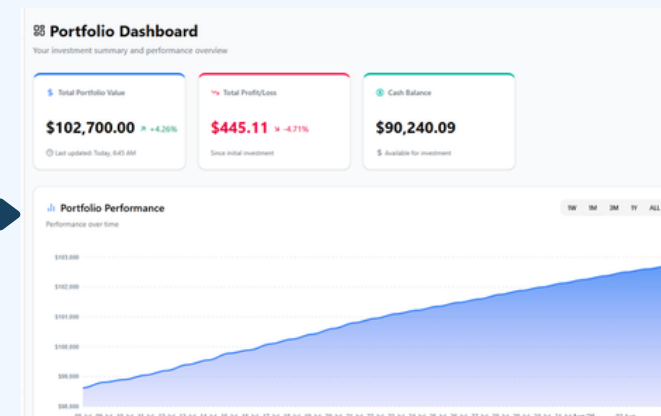 Portfolio Dashboard
Your investment summary and performance overview
Total Portfolio Value
$102,700.00 +4.26%
Last updated: Today, 6:45 AM
Total Profit/Loss
$445.11 -4.71%
Since initial investment
Cash Balance
$90,240.09
$ Available for investment
Portfolio Performance
Performance over time
1W 1M 3M 1Y ALL
$103,000
$102,000
$101,000
$100,000
$99,000
$98,000